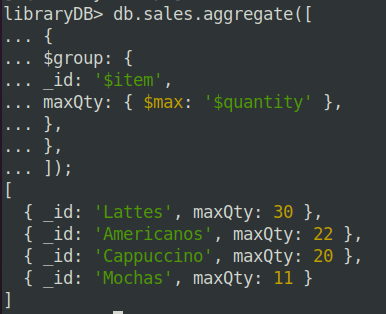 libraryDB> db.sales.aggregate([
... {
... $group: {
... _id: '$item',
... maxQty: { $max: '$quantity' },
... },
... },
... ]);
[
  { _id: 'Lattes', maxQty: 30 },
  { _id: 'Americanos', maxQty: 22 },
  { _id: 'Cappuccino', maxQty: 20 },
  { _id: 'Mochas', maxQty: 11 }
]